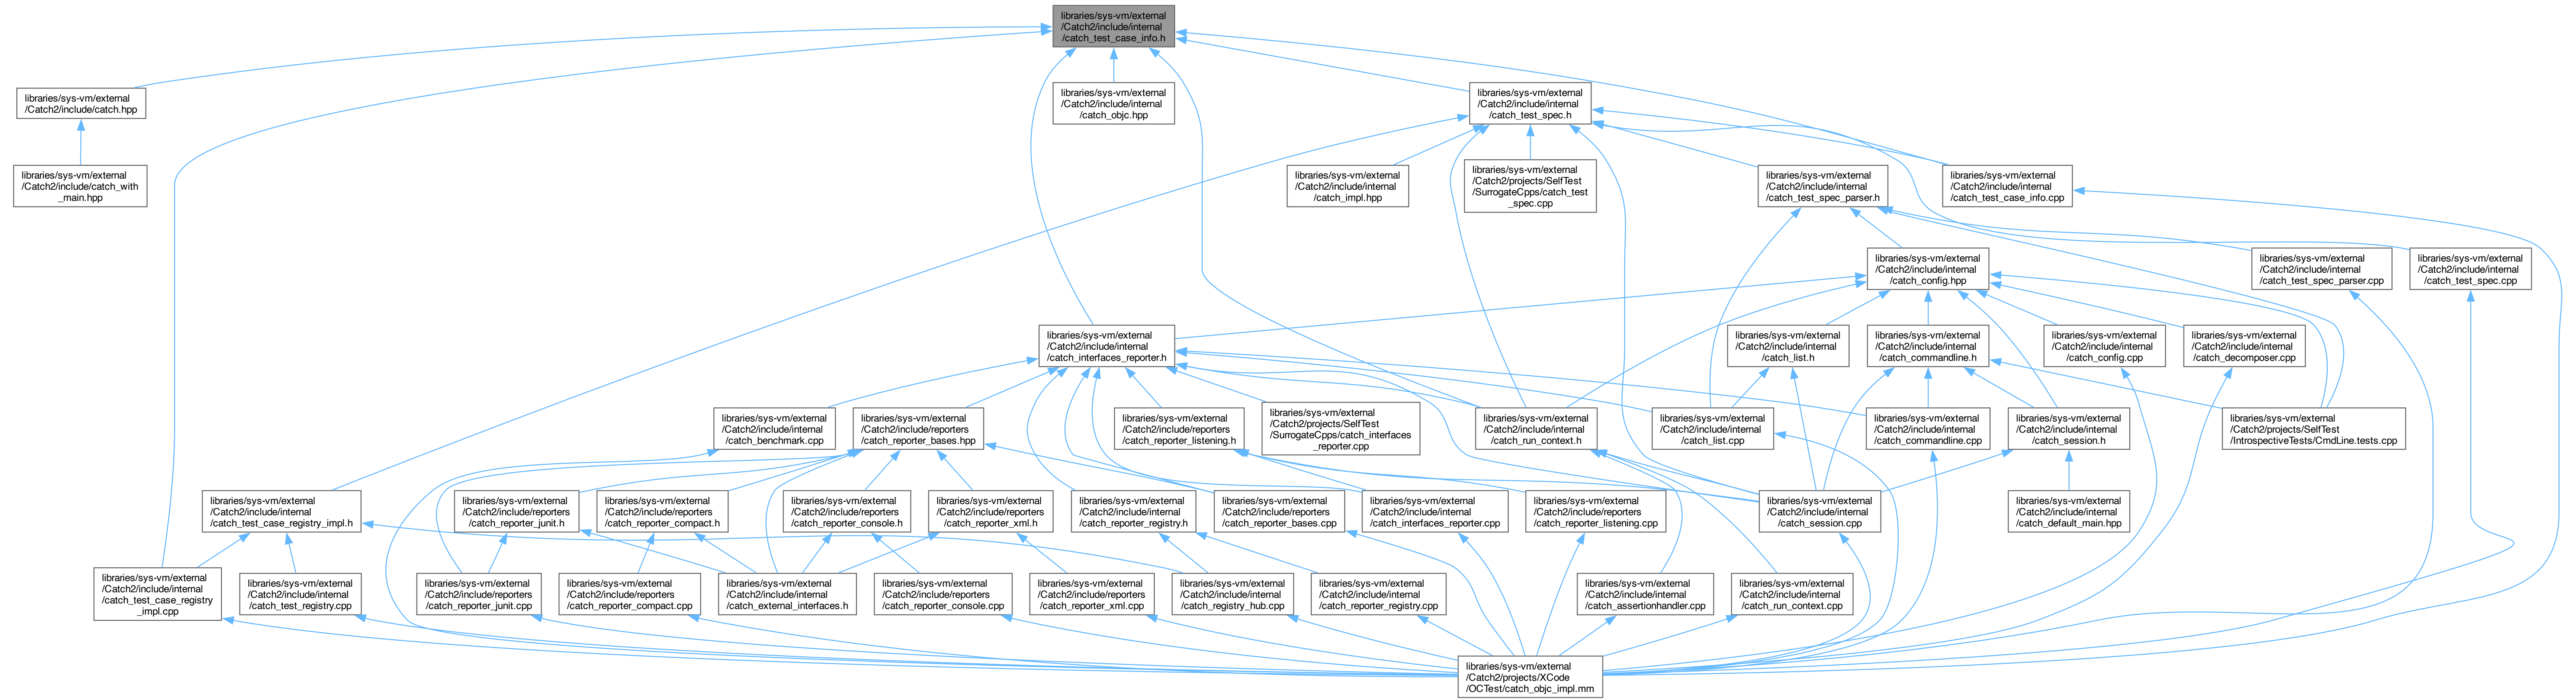 libraries/sys-vm/external
/Catch2/include/internal
/catch_test_case_info.h
libraries/sys-vm/external
/Catch2/include/catch.hpp
libraries/sys-vm/external
/Catch2/include/internal
/catch_objc.hpp
libraries/sys-vm/external
/Catch2/include/internal
/catch_test_spec.h
libraries/sys-vm/external
/Catch2/include/catch_with
_main.hpp
libraries/sys-vm/external
/Catch2/include/internal
/catch_impl.hpp
libraries/sys-vm/external
/Catch2/projects/SelfTest
/SurrogateCpps/catch_test
_spec.cpp
libraries/sys-vm/external
/Catch2/include/internal
/catch_test_spec_parser.h
libraries/sys-vm/external
/Catch2/include/internal
/catch_test_case_info.cpp
libraries/sys-vm/external
/Catch2/include/internal
/catch_config.hpp
libraries/sys-vm/external
/Catch2/include/internal
/catch_test_spec_parser.cpp
libraries/sys-vm/external
/Catch2/include/internal
/catch_test_spec.cpp
libraries/sys-vm/external
/Catch2/include/internal
/catch_interfaces_reporter.h
libraries/sys-vm/external
/Catch2/include/internal
/catch_list.h
libraries/sys-vm/external
/Catch2/include/internal
/catch_commandline.h
libraries/sys-vm/external
/Catch2/include/internal
/catch_config.cpp
libraries/sys-vm/external
/Catch2/include/internal
/catch_decomposer.cpp
libraries/sys-vm/external
/Catch2/include/internal
/catch_benchmark.cpp
libraries/sys-vm/external
/Catch2/include/reporters
/catch_reporter_bases.hpp
libraries/sys-vm/external
/Catch2/include/reporters
/catch_reporter_listening.h
libraries/sys-vm/external
/Catch2/projects/SelfTest
/SurrogateCpps/catch_interfaces
_reporter.cpp
libraries/sys-vm/external
/Catch2/include/internal
/catch_run_context.h
libraries/sys-vm/external
/Catch2/include/internal
/catch_list.cpp
libraries/sys-vm/external
/Catch2/include/internal
/catch_commandline.cpp
libraries/sys-vm/external
/Catch2/include/internal
/catch_session.h
libraries/sys-vm/external
/Catch2/projects/SelfTest
/IntrospectiveTests/CmdLine.tests.cpp
libraries/sys-vm/external
/Catch2/include/internal
/catch_test_case_registry_impl.h
libraries/sys-vm/external
/Catch2/include/reporters
/catch_reporter_junit.h
libraries/sys-vm/external
/Catch2/include/reporters
/catch_reporter_compact.h
libraries/sys-vm/external
/Catch2/include/reporters
/catch_reporter_console.h
libraries/sys-vm/external
/Catch2/include/reporters
/catch_reporter_xml.h
libraries/sys-vm/external
/Catch2/include/internal
/catch_reporter_registry.h
libraries/sys-vm/external
/Catch2/include/reporters
/catch_reporter_bases.cpp
libraries/sys-vm/external
/Catch2/include/internal
/catch_interfaces_reporter.cpp
libraries/sys-vm/external
/Catch2/include/reporters
/catch_reporter_listening.cpp
libraries/sys-vm/external
/Catch2/include/internal
/catch_session.cpp
libraries/sys-vm/external
/Catch2/include/internal
/catch_default_main.hpp
libraries/sys-vm/external
/Catch2/include/internal
/catch_test_case_registry
_impl.cpp
libraries/sys-vm/external
/Catch2/include/internal
/catch_test_registry.cpp
libraries/sys-vm/external
/Catch2/include/reporters
/catch_reporter_junit.cpp
libraries/sys-vm/external
/Catch2/include/reporters
/catch_reporter_compact.cpp
libraries/sys-vm/external
/Catch2/include/internal
/catch_external_interfaces.h
libraries/sys-vm/external
/Catch2/include/reporters
/catch_reporter_console.cpp
libraries/sys-vm/external
/Catch2/include/reporters
/catch_reporter_xml.cpp
libraries/sys-vm/external
/Catch2/include/internal
/catch_registry_hub.cpp
libraries/sys-vm/external
/Catch2/include/internal
/catch_reporter_registry.cpp
libraries/sys-vm/external
/Catch2/include/internal
/catch_assertionhandler.cpp
libraries/sys-vm/external
/Catch2/include/internal
/catch_run_context.cpp
libraries/sys-vm/external
/Catch2/projects/XCode
/OCTest/catch_objc_impl.mm